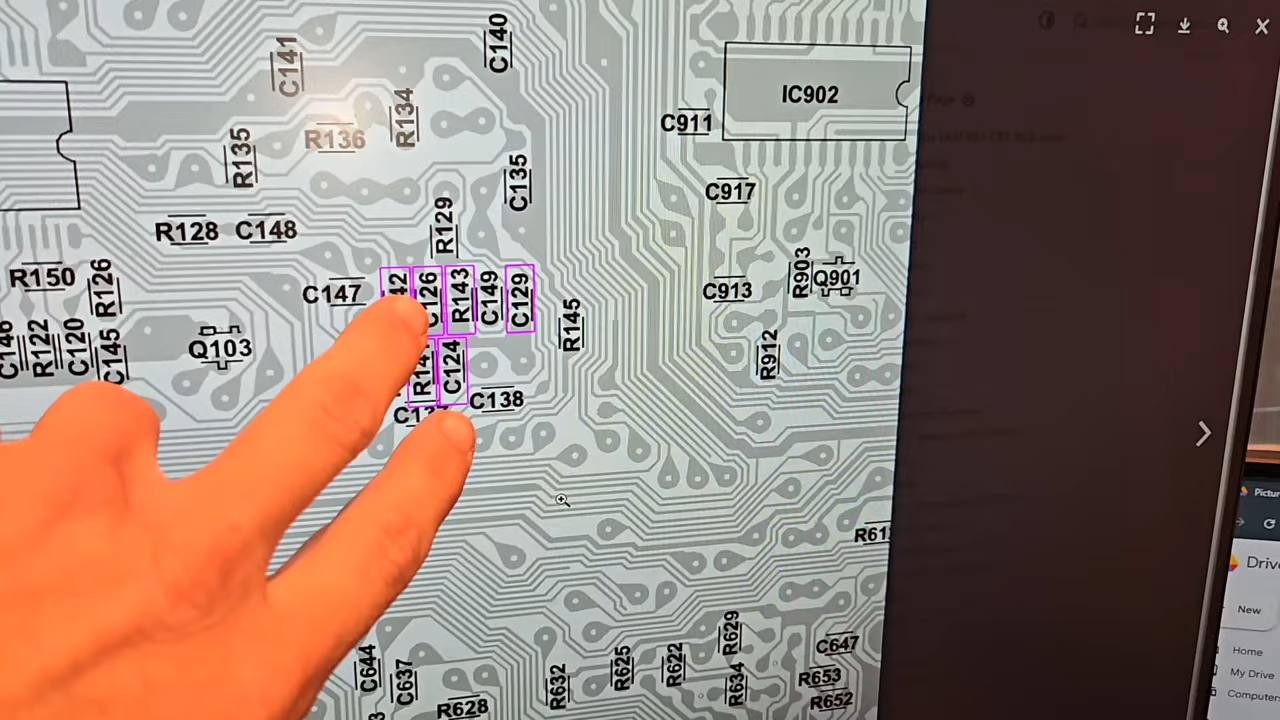 C140
C141
R134
R136
R135
C135
IC902
C911
C917
R128 C148
R129
R150
R126
C147
C126
R143
C149
C129
R145
C913
R903
Q901
R912
C146
R122
C120
C145
Q103
C124
C138
R629
C647
C644
C637
R632
R625
R622
R634
R653
R652
R628
Drive
New
Home
My Drive